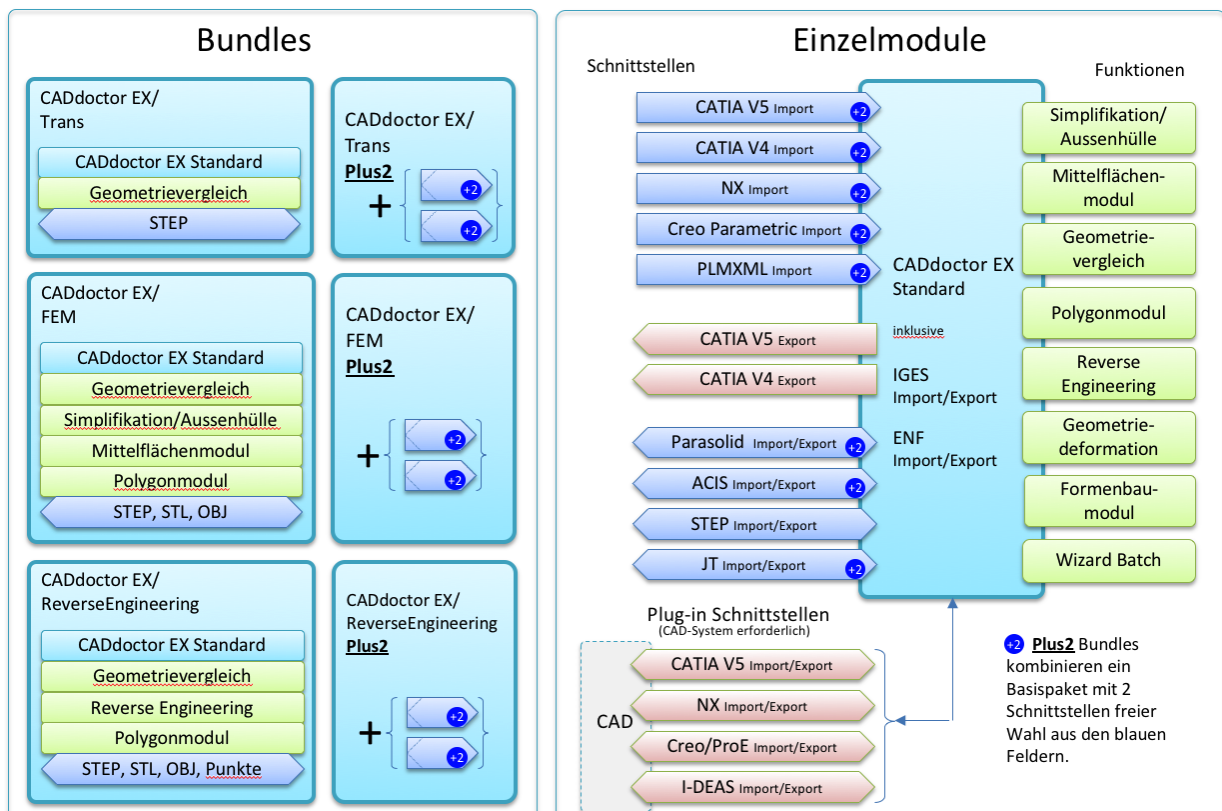 Bundles
CADdoctor EX/
Trans
CADdoctor EX Standard
Geometrievergleich
STEP
CADdoctor EX/
Trans
Plus2
+
+2
+2
CADdoctor EX/
FEM
CADdoctor EX Standard
Geometrievergleich
Simplifikation/Aussenhülle
Mittelflächenmodul
Polygonmodul
STEP, STL, OBJ
CADdoctor EX/
FEM
Plus2
+
+2
+2
CADdoctor EX/
ReverseEngineering
CADdoctor EX Standard
Geometrievergleich
Reverse Engineering
Polygonmodul
STEP, STL, OBJ, Punkte
CADdoctor EX/
ReverseEngineering
Plus2
+
+2
+2
Einzelmodule
Schnittstellen
CATIA V5 Import +2
CATIA V4 Import +2
NX Import +2
Creo Parametric Import +2
PLMXML Import +2
CATIA V5 Export
CATIA V4 Export
Parasolid Import/Export +2
ACIS Import/Export +2
STEP Import/Export
JT Import/Export +2
CADdoctor EX
Standard
inklusive
IGES
Import/Export
ENF
Import/Export
Funktionen
Simplifikation/
Aussenhülle
Mittelflächen-
modul
Geometrie-
vergleich
Polygonmodul
Reverse
Engineering
Geometrie-
deformation
Formenbau-
modul
Wizard Batch
Plug-in Schnittstellen
(CAD-System erforderlich)
CAD
CATIA V5 Import/Export
NX Import/Export
Creo/ProE Import/Export
I-DEAS Import/Export
+2 Plus2 Bundles
kombinieren ein
Basispaket mit 2
Schnittstellen freier
Wahl aus den blauen
Feldern.